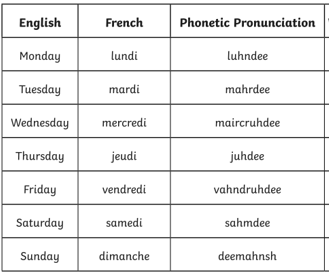 English French Phonetic Pronunciation
Monday lundi luhndee
Tuesday mardi mahrdee
Wednesday mercredi maircruhdee
Thursday jeudi juhdee
Friday vendredi vahndruhdee
Saturday samedi sahmdee
Sunday dimanche deemahnsh